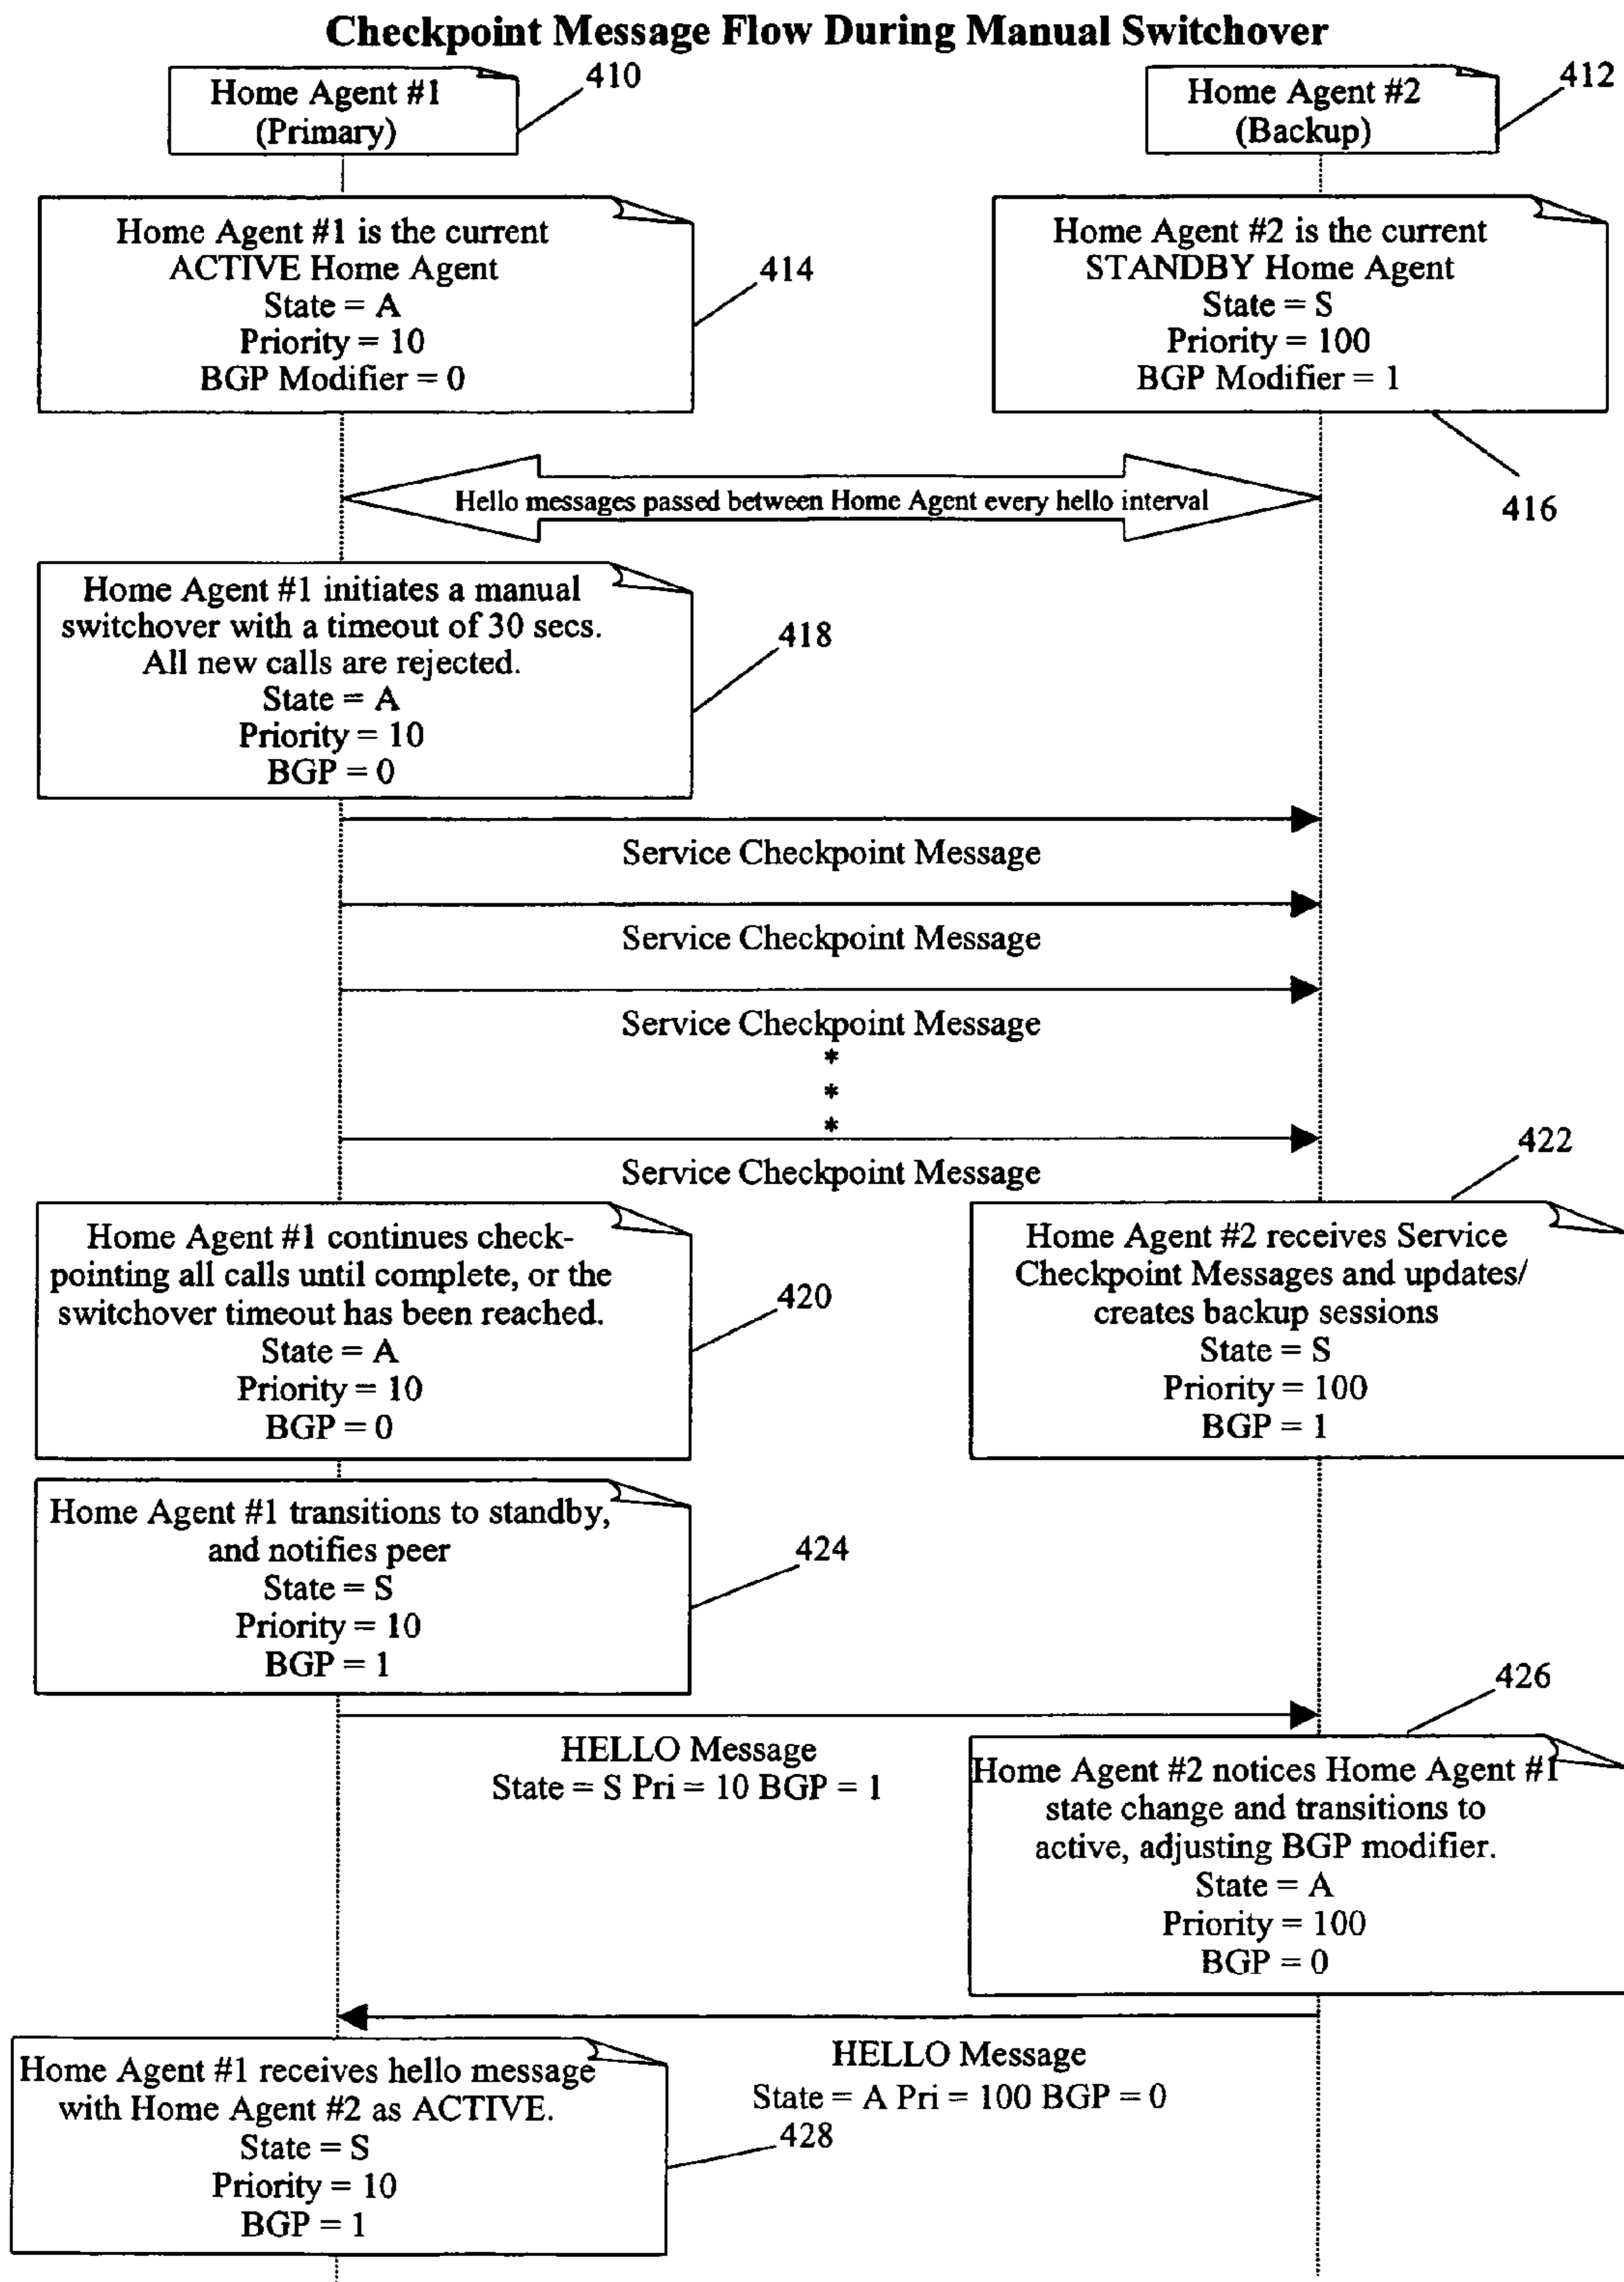 Checkpoint Message Flow During Manual Switchover
Home Agent #1
(Primary)
410
Home Agent #2
(Backup)
412
Home Agent #1 is the current
ACTIVE Home Agent
State = A
Priority = 10
BGP Modifier = 0
414
Home Agent #2 is the current
STANDBY Home Agent
State = S
Priority = 100
BGP Modifier = 1
416
Hello messages passed between Home Agent every hello interval
Home Agent #1 initiates a manual
switchover with a timeout of 30 secs.
All new calls are rejected.
State = A
Priority = 10
BGP = 0
418
Service Checkpoint Message
Service Checkpoint Message
Service Checkpoint Message
*
*
*
Service Checkpoint Message
Home Agent #1 continues check-
pointing all calls until complete, or the
switchover timeout has been reached.
State = A
Priority = 10
BGP = 0
420
422
Home Agent #2 receives Service
Checkpoint Messages and updates/
creates backup sessions
State = S
Priority = 100
BGP = 1
Home Agent #1 transitions to standby,
and notifies peer
State = S
Priority = 10
BGP = 1
424
HELLO Message
State = S Pri = 10 BGP = 1
426
Home Agent #2 notices Home Agent #1
state change and transitions to
active, adjusting BGP modifier.
State = A
Priority = 100
BGP = 0
HELLO Message
State = A Pri = 100 BGP = 0
Home Agent #1 receives hello message
with Home Agent #2 as ACTIVE.
State = S
Priority = 10
BGP = 1
428